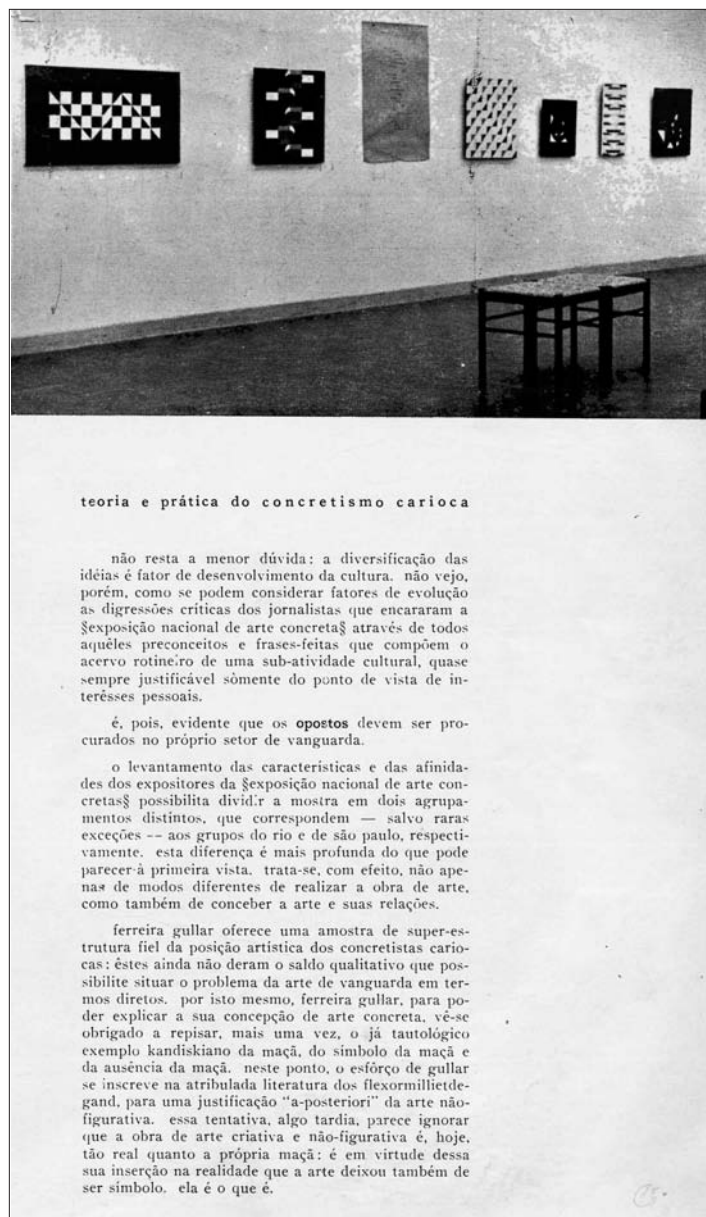 teoria e prática do concretismo carioca
não resta a menor dúvida: a diversificação das
idéias é fator de desenvolvimento da cultura. não vejo,
porém, como se podem considerar fatores de evolução
as digressões críticas dos jornalistas que encararam a
§exposição nacional de arte concreta§ através de todos
aquêles preconceitos e frases-feitas que compõem o
acervo rotineiro de uma sub-atividade cultural, quase
sempre justificável sòmente do ponto de vista de in-
terêsses pessoais.
é, pois, evidente que os opostos devem ser pro-
curados no próprio setor de vanguarda.
o levantamento das características e das afinida-
des dos expositores da §exposição nacional de arte con-
cretas§ possibilita dividir a mostra em dois agrupa-
mentos distintos, que correspondem — salvo raras
exceções -- aos grupos do rio e de são paulo, respecti-
vamente. esta diferença é mais profunda do que pode
parecer à primeira vista. trata-se, com efeito, não ape-
nas de modos diferentes de realizar a obra de arte,
como também de conceber a arte e suas relações.
ferreira gullar oferece uma amostra de super-es-
trutura fiel da posição artística dos concretistas cario-
cas: êstes ainda não deram o saldo qualitativo que pos-
sibilite situar o problema da arte de vanguarda em ter-
mos diretos. por isto mesmo, ferreira gullar, para po-
der explicar a sua concepção de arte concreta, vê-se
obrigado a repisar, mais uma vez, o já tautológico
exemplo kandiskiano da maçã, do símbolo da maçã e
da ausência da maçã. neste ponto, o esfôrço de gullar
se inscreve na atribulada literatura dos flexormillietde-
gand, para uma justificação "a-posteriori" da arte não-
figurativa. essa tentativa, algo tardia, parece ignorar
que a obra de arte criativa e não-figurativa é, hoje,
tão real quanto a própria maçã: é em virtude dessa
sua inserção na realidade que a arte deixou também de
ser símbolo. ela é o que é.